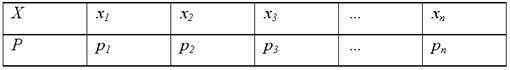 X x₁ x₂ x₃ ... xₙ
P p₁ p₂ p₃ ... pₙ